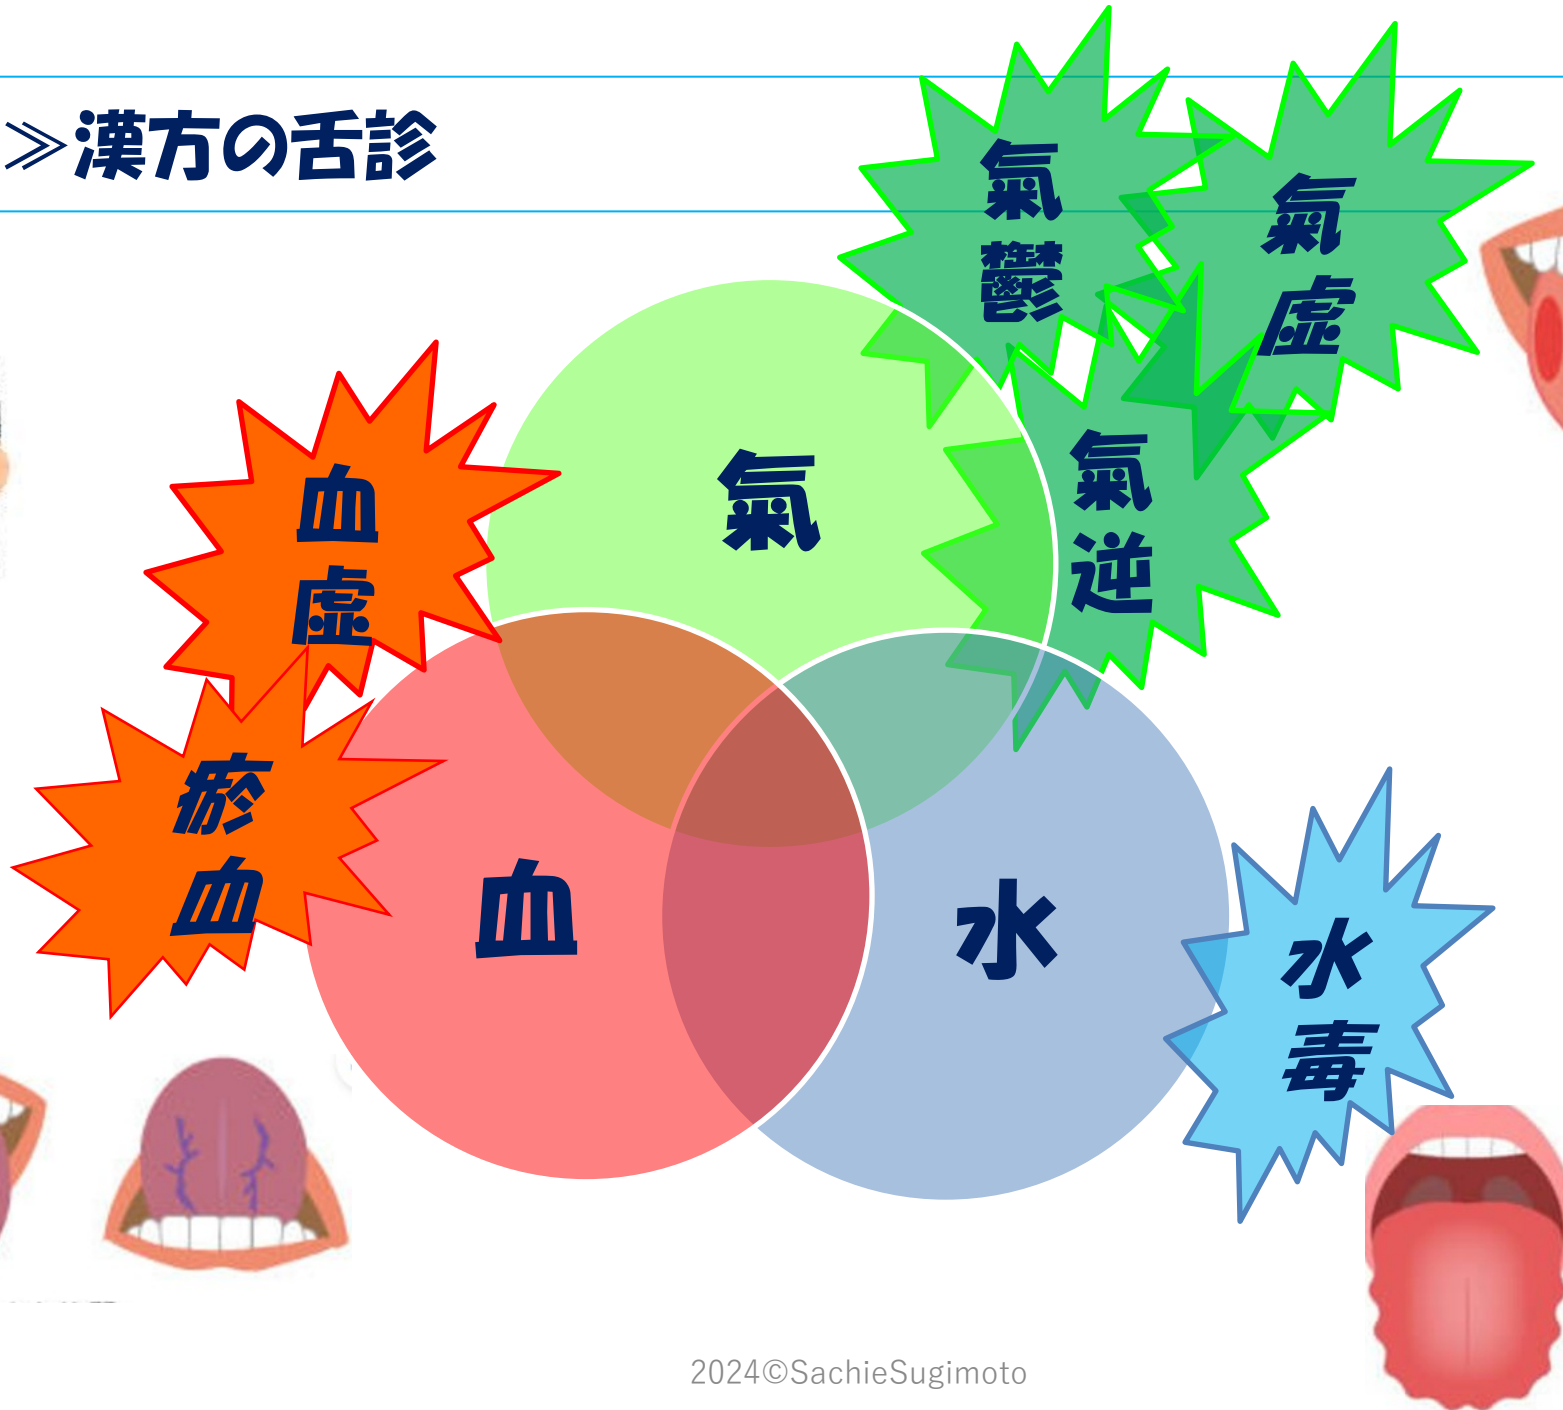 ≫漢方の舌診
氣鬱
氣虚
氣逆
氣
血虚
瘀血
血
水
水毒
2024©SachieSugimoto